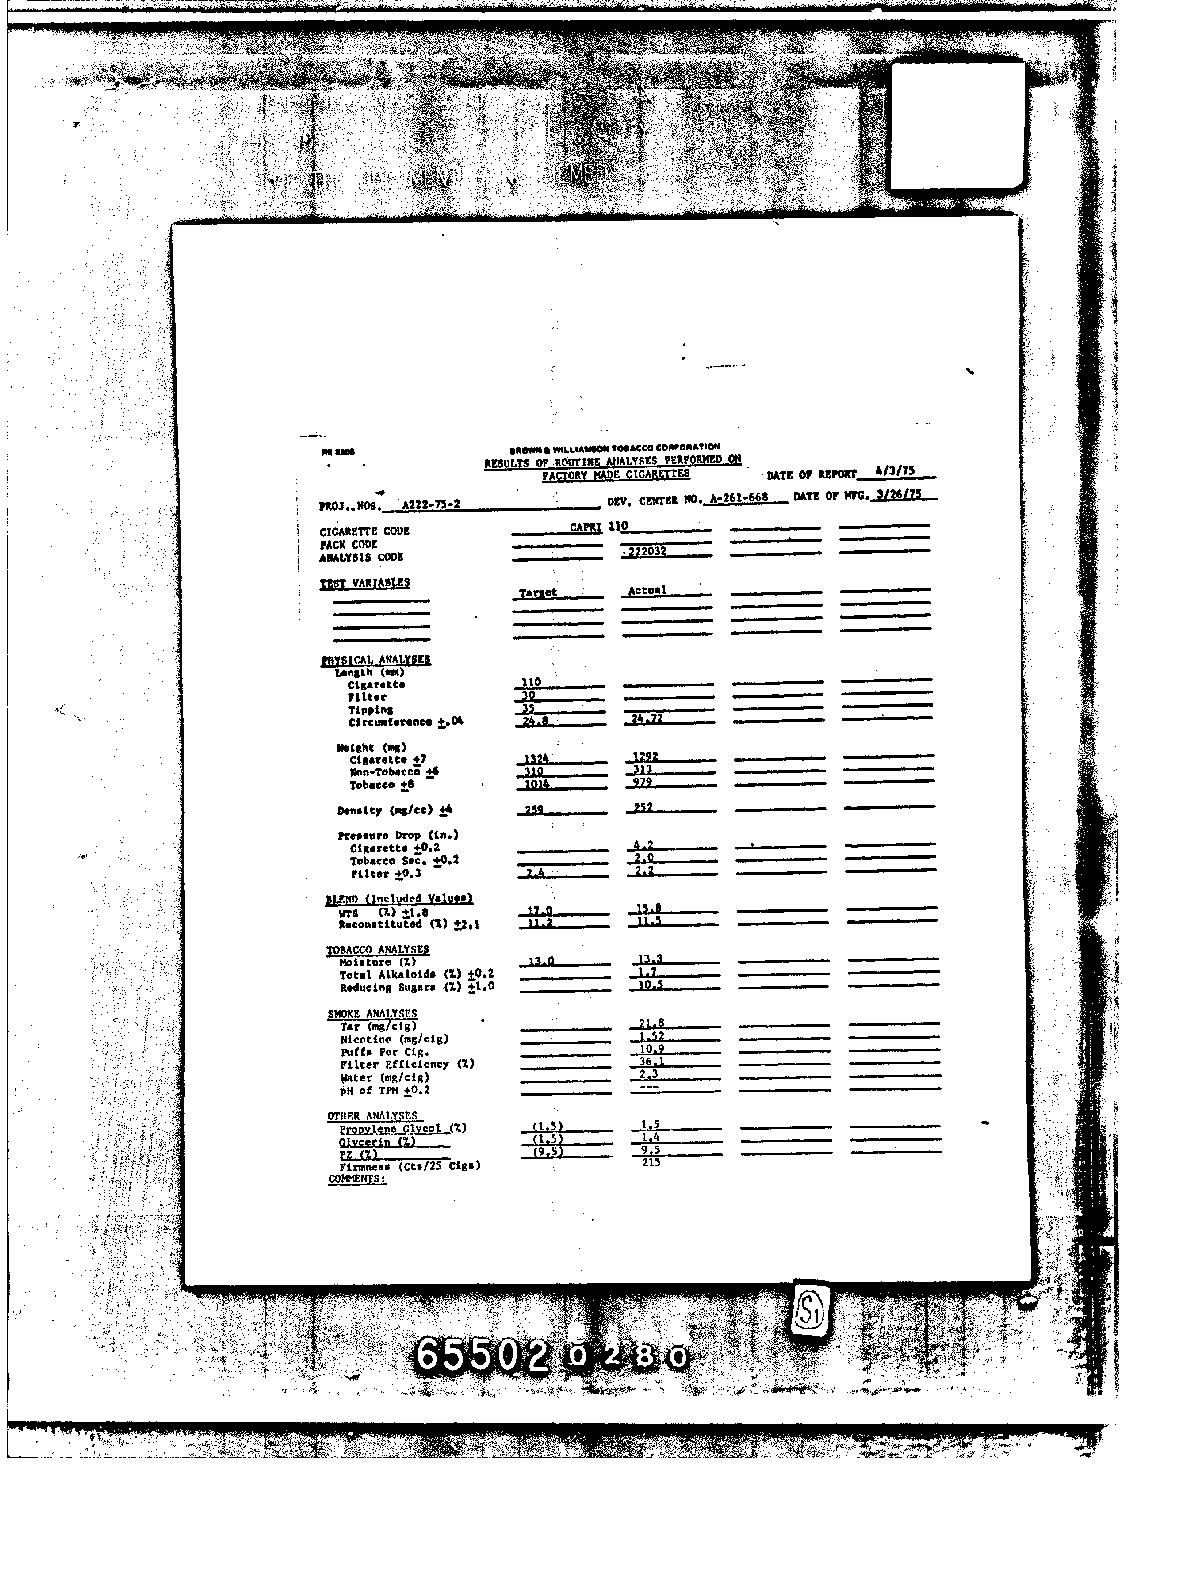 BROWN & WILLIAMSON TOBACCO CORPORATION
RESULTS OF ROUTINE ANALYSES PERFORMED ON
FACTORY MADE CIGARETTES
DATE OF REPORT 4/3/75
PROJ. NOS. A222-75-2 DEV. CENTER NO. A-261-668 DATE OF MFG. 3/26/75
CIGARETTE CODE CAPRI 110
PACK CODE
ANALYSIS CODE 222032
TEST VARIABLES Target Actual
PHYSICAL ANALYSES
Length (mm)
Cigarette 110
Filter 30
Tipping 35
Circumference ±.04 24.8 24.72
Weight (mg)
Cigarette ±7 1324 1292
Non-Tobacco ±6 310 313
Tobacco ±8 1014 979
Density (mg/cc) ±4 259 252
Pressure Drop (in.)
Cigarette ±0.2 4.2
Tobacco Sec. ±0.2 2.0
Filter ±0.3 2.4 2.2
BLEND (Included Values)
WTS (%) ±1.8 17.0 15.8
Reconstituted (%) ±2.1 11.2 11.5
TOBACCO ANALYSES
Moisture (%) 13.0 13.3
Total Alkaloids (%) ±0.2 1.7
Reducing Sugars (%) ±1.0 10.5
SMOKE ANALYSES
Tar (mg/cig) 21.8
Nicotine (mg/cig) 1.52
Puffs Per Cig. 10.9
Filter Efficiency (%) 36.1
Water (mg/cig) 2.3
pH of TPM ±0.2 ---
OTHER ANALYSES
Propylene Glycol (%) (1.5) 1.5
Glycerin (%) (1.5) 1.4
EZ (%) (9.5) 9.5
Firmness (Cts/25 Cigs) 215
COMMENTS:
S1
65502 0280